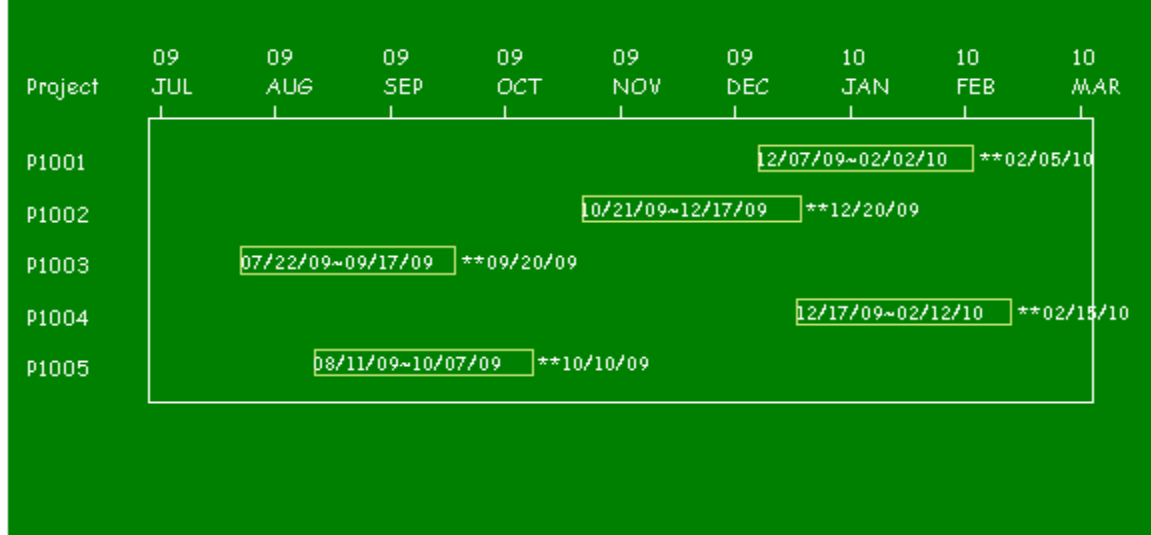 09 09 09 09 09 09 10 10 10
Project JUL AUG SEP OCT NOV DEC JAN FEB MAR
P1001 12/07/09~02/02/10 **02/05/10
P1002 10/21/09~12/17/09 **12/20/09
P1003 07/22/09~09/17/09 **09/20/09
P1004 12/17/09~02/12/10 **02/15/10
P1005 08/11/09~10/07/09 **10/10/09